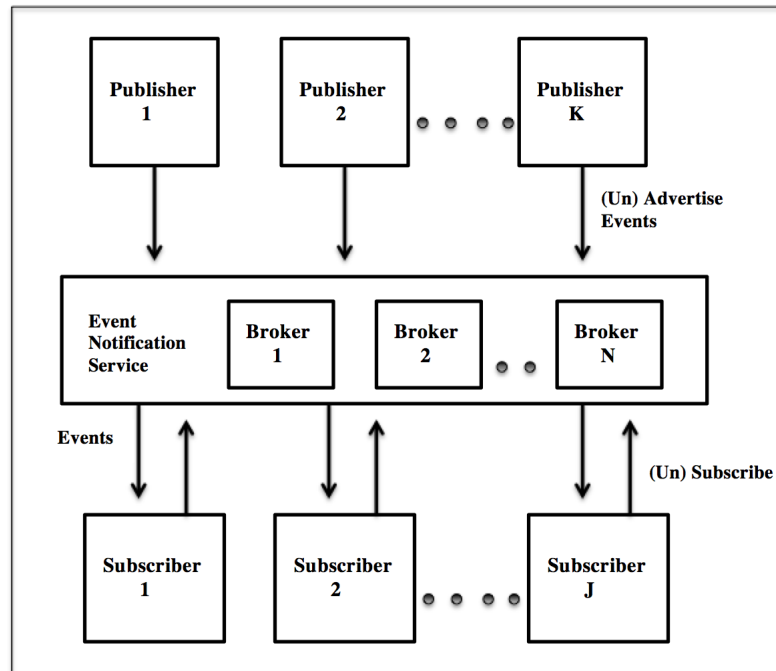 Publisher
1
Publisher
2
Publisher
K
(Un) Advertise
Events
Event
Notification
Service
Broker
1
Broker
2
Broker
N
Events
(Un) Subscribe
Subscriber
1
Subscriber
2
Subscriber
J